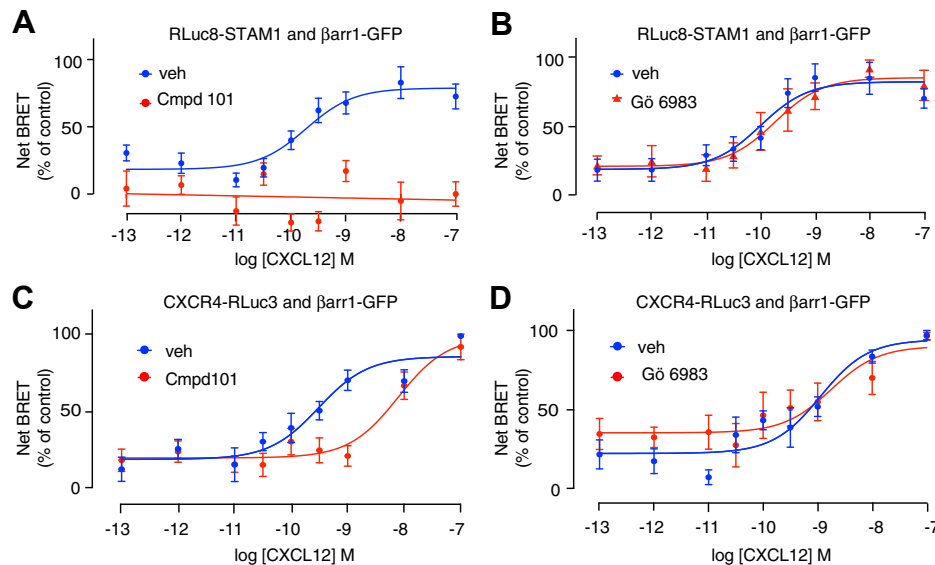 A
RLuc8-STAM1 and βarr1-GFP
100
50
0
Net BRET
(% of control)
veh
Cmpd 101
-13 -12 -11 -10 -9 -8 -7
log [CXCL12] M
B
RLuc8-STAM1 and βarr1-GFP
100
50
0
Net BRET
(% of control)
veh
Gö 6983
-13 -12 -11 -10 -9 -8 -7
log [CXCL12] M
C
CXCR4-RLuc3 and βarr1-GFP
100
50
0
Net BRET
(% of control)
veh
Cmpd101
-13 -12 -11 -10 -9 -8 -7
log [CXCL12] M
D
CXCR4-RLuc3 and βarr1-GFP
100
50
0
Net BRET
(% of control)
veh
Gö 6983
-13 -12 -11 -10 -9 -8 -7
log [CXCL12] M